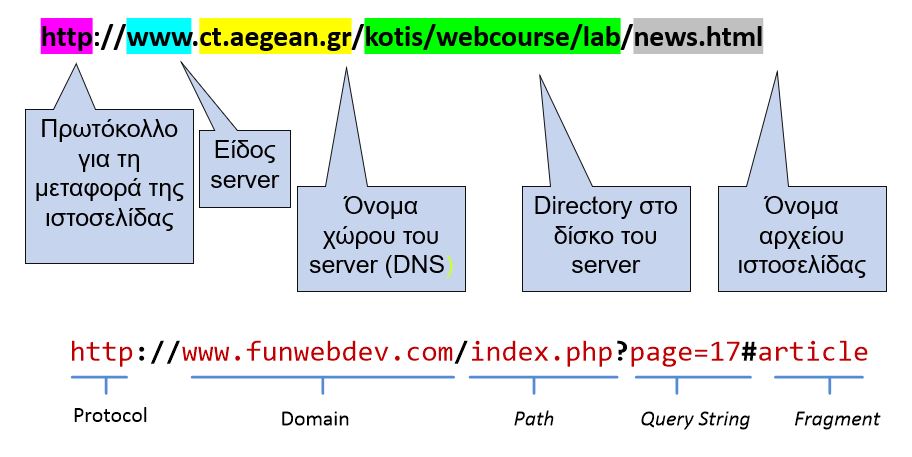 http://www.ct.aegean.gr/kotis/webcourse/lab/news.html
Πρωτόκολλο
για τη
μεταφορά της
ιστοσελίδας
Είδος
server
Όνομα
χώρου του
server (DNS)
Directory στο
δίσκο του
server
Όνομα
αρχείου
ιστοσελίδας
http://www.funwebdev.com/index.php?page=17#article
Protocol
Domain
Path
Query String
Fragment